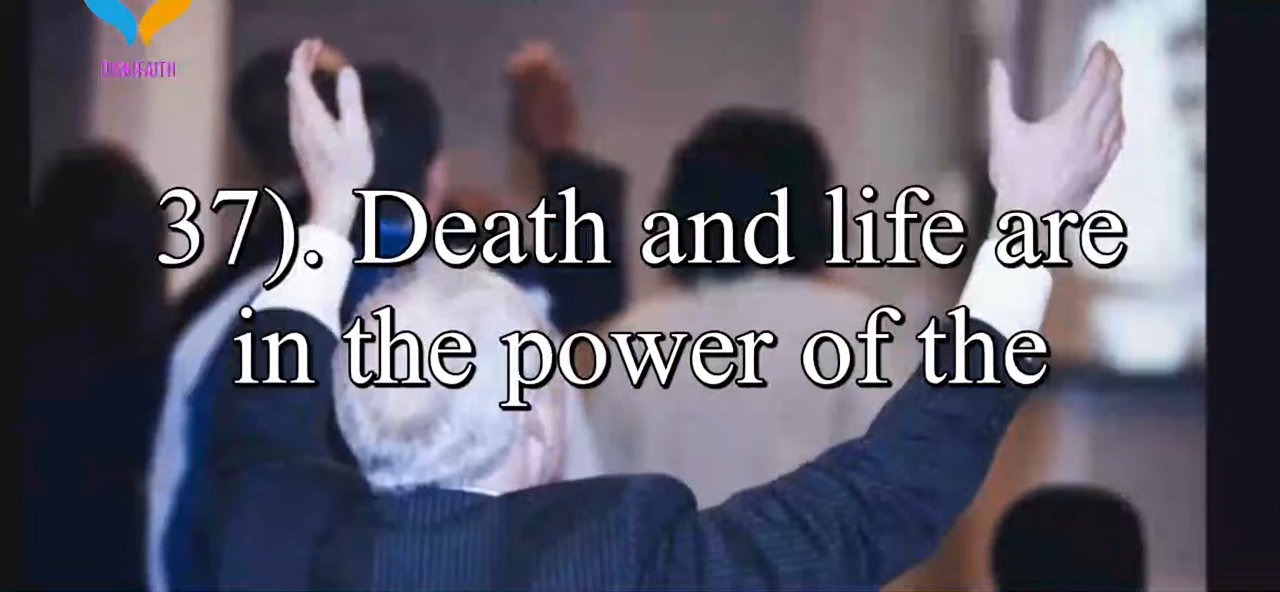 37). Death and life are
in the power of the